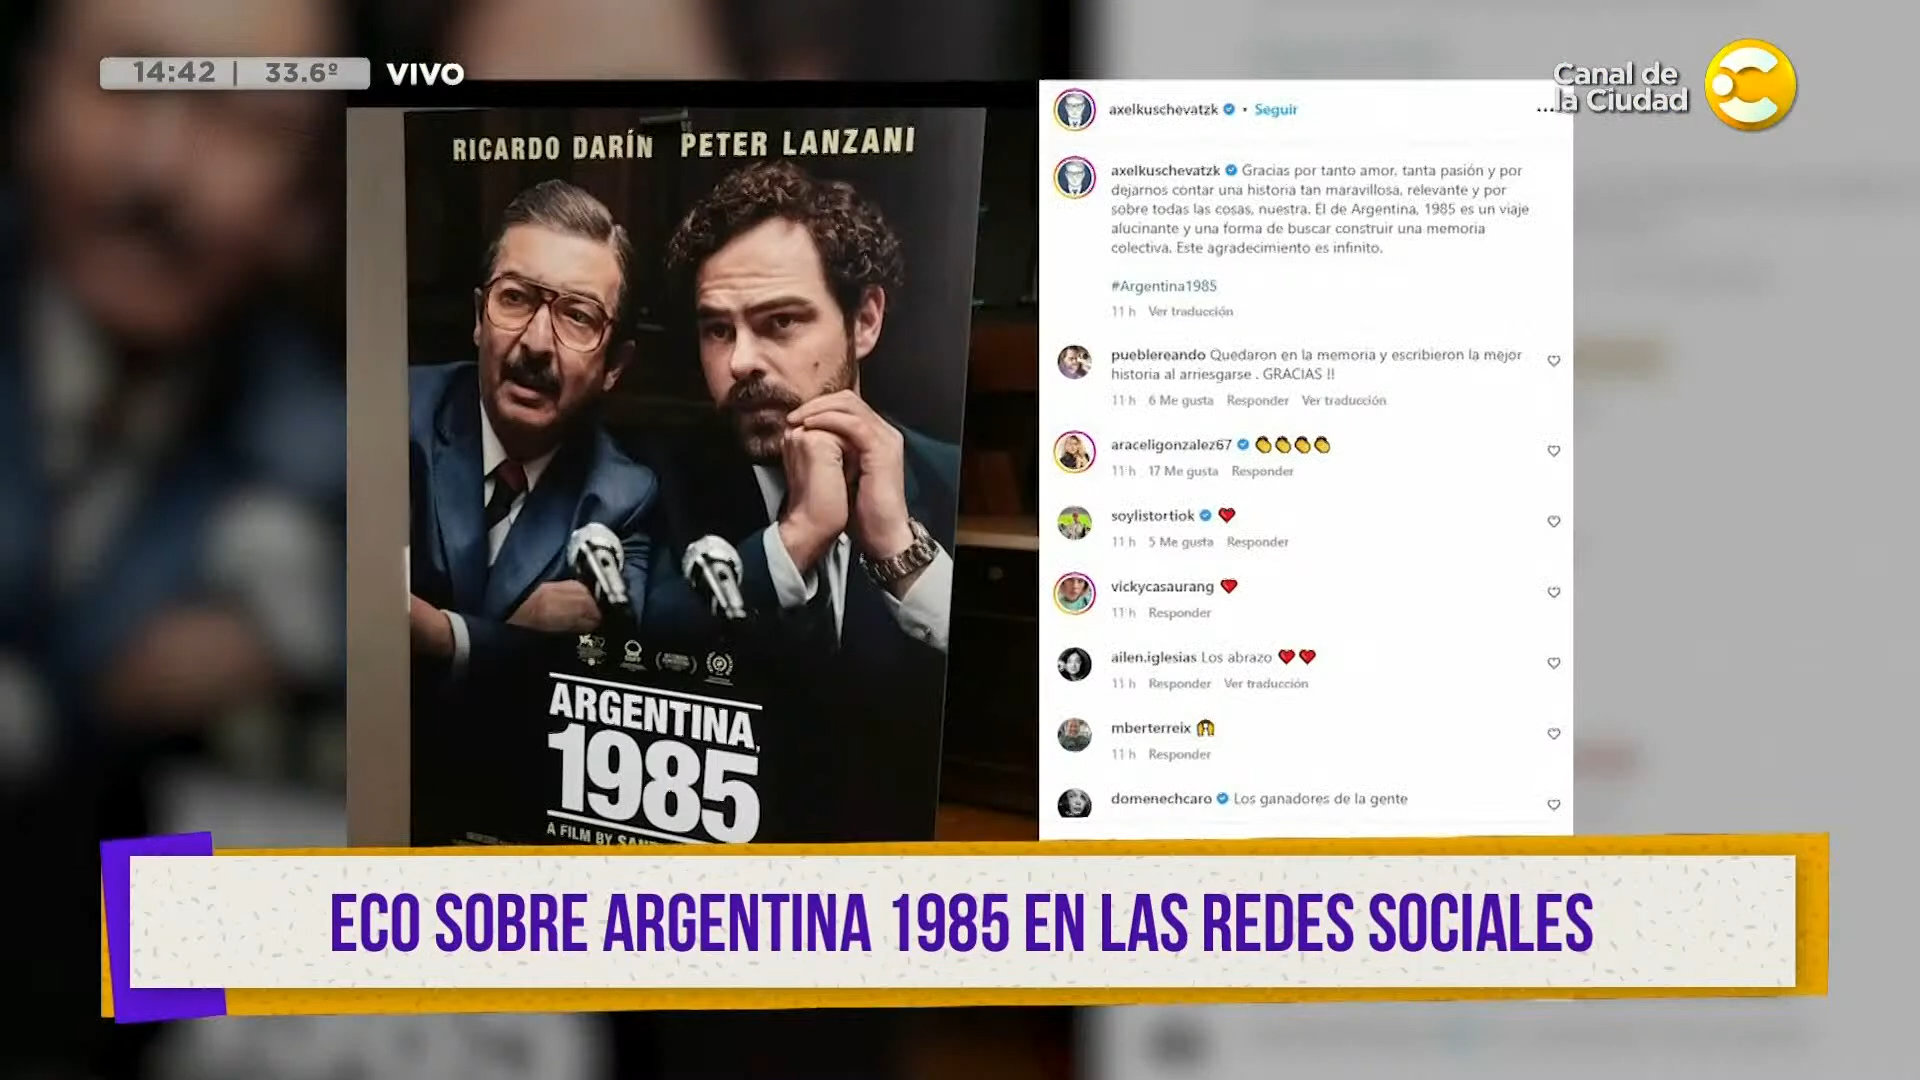 14:42 | 33.6º VIVO
Canal de
la Ciudad
RICARDO DARÍN PETER LANZANI
ARGENTINA,
1985
A FILM BY
axelkuschevatzk • Seguir
axelkuschevatzk Gracias por tanto amor, tanta pasión y por
dejarnos contar una historia tan maravillosa, relevante y por
sobre todas las cosas, nuestra. El de Argentina, 1985 es un viaje
alucinante y una forma de buscar construir una memoria
colectiva. Este agradecimiento es infinito.
#Argentina1985
11 h Ver traducción
pueblereando Quedaron en la memoria y escribieron la mejor
historia al arriesgarse . GRACIAS !!
11 h 6 Me gusta Responder Ver traducción
araceligonzalez67
11 h 17 Me gusta Responder
soylistortiok
11 h 5 Me gusta Responder
vickycasaurang
11 h Responder
ailen.iglesias Los abrazo
11 h Responder Ver traducción
mberterreix
11 h Responder
domenechcaro Los ganadores de la gente
ECO SOBRE ARGENTINA 1985 EN LAS REDES SOCIALES